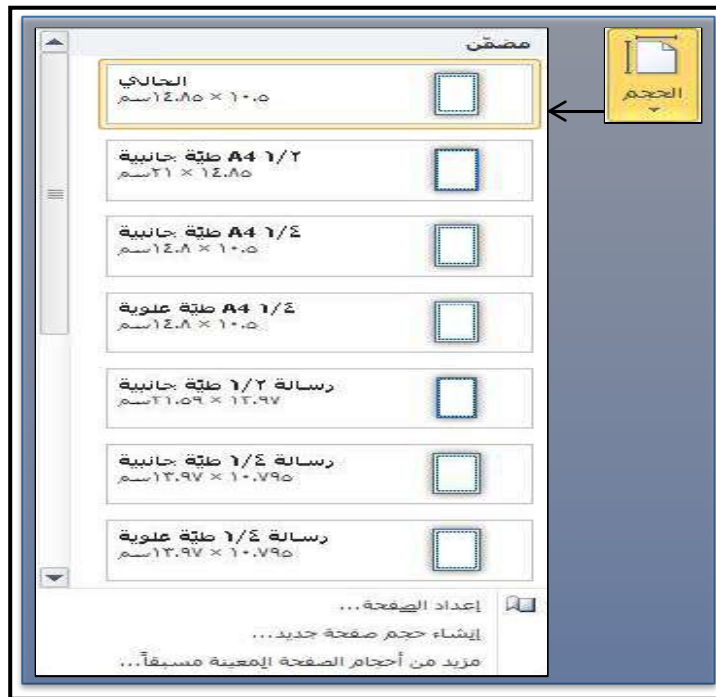 الحجم
مضمّن
الحالي
١٠.٥ × ١٤.٨٥سم
١/٢ A4 طيّة جانبية
١٤.٨٥ × ٢١سم
١/٤ A4 طيّة جانبية
١٠.٥ × ١٤.٨سم
١/٤ A4 طيّة علوية
١٠.٥ × ١٤.٨سم
رسالة ١/٢ طيّة جانبية
١٣.٩٧ × ٢١.٥٩سم
رسالة ١/٤ طيّة جانبية
١٠.٧٩٥ × ١٣.٩٧سم
رسالة ١/٤ طيّة علوية
١٠.٧٩٥ × ١٣.٩٧سم
إعداد الصفحة...
إنشاء حجم صفحة جديد...
مزيد من أحجام الصفحة المعينة مسبقاً...